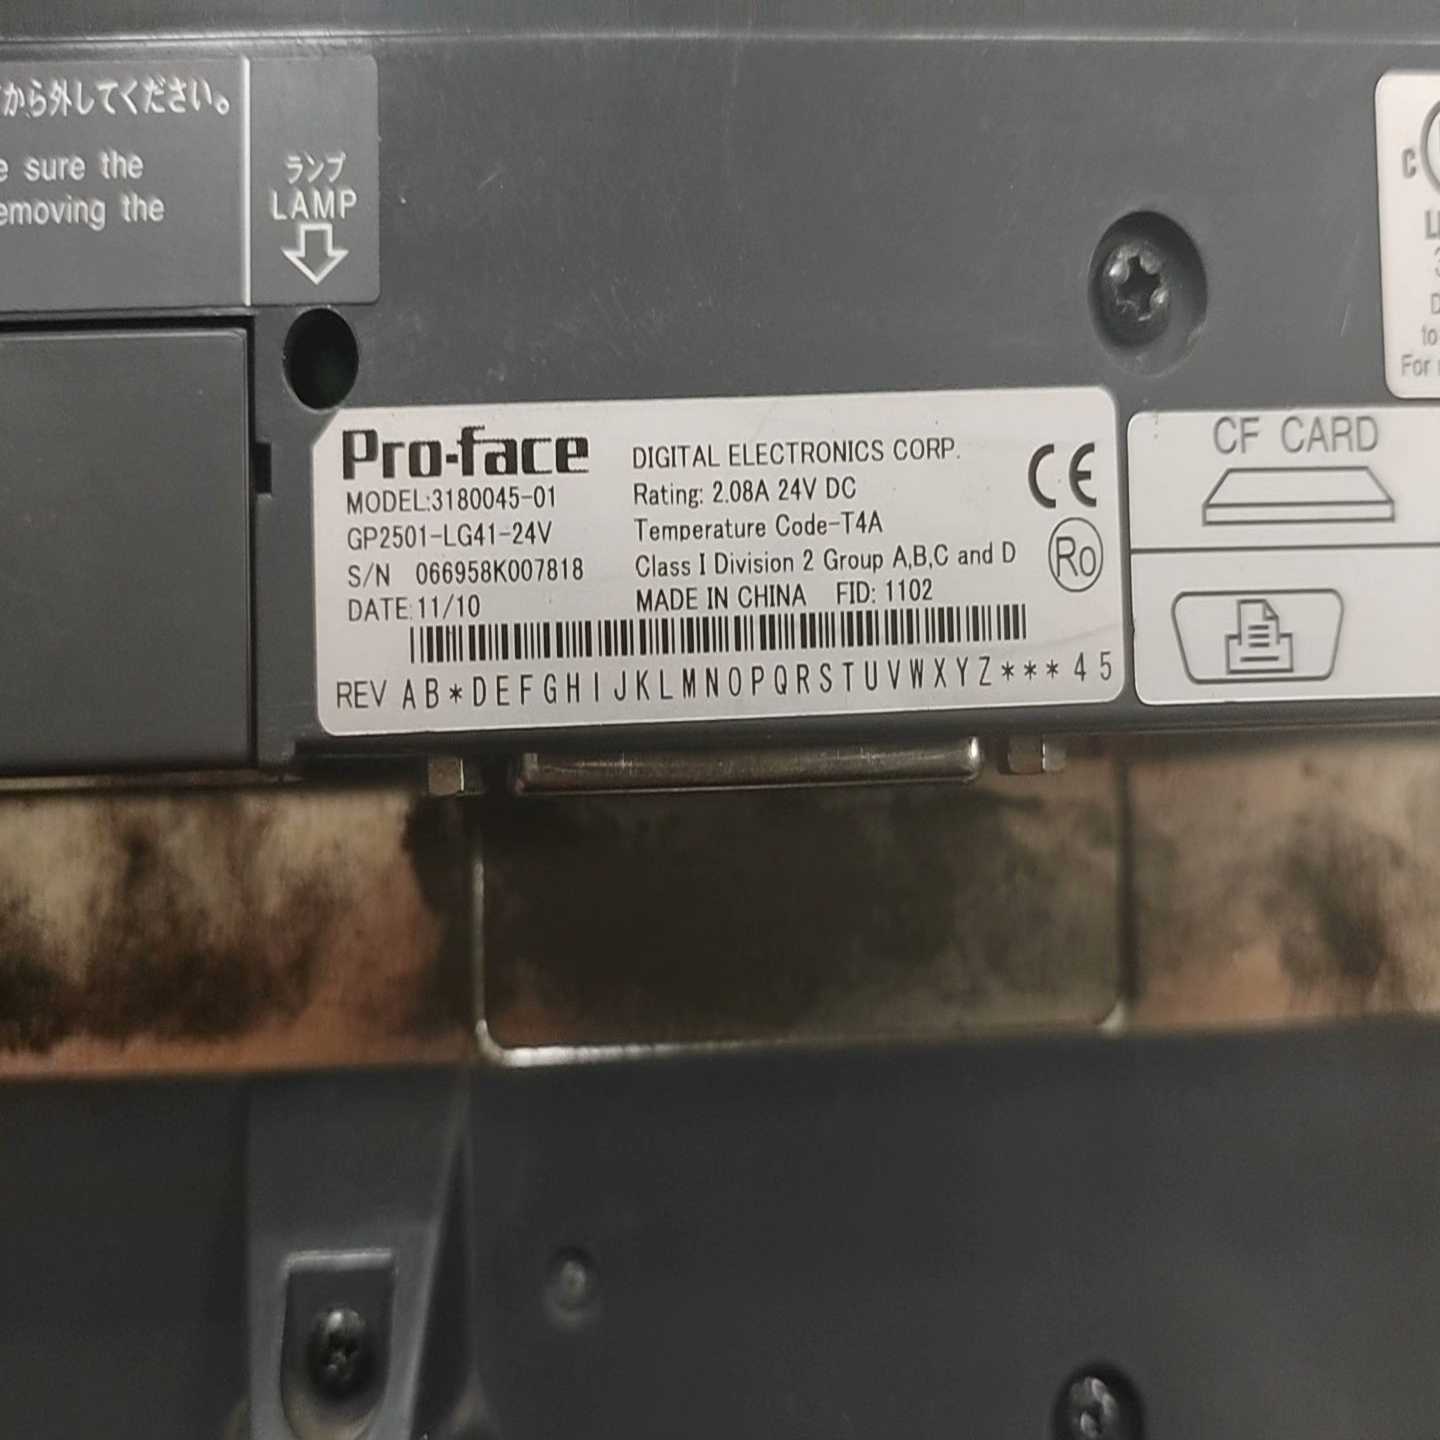 から外してください。
sure the
emoving the
ランプ
LAMP
Pro-face
MODEL:3180045-01
GP2501-LG41-24V
S/N 066958K007818
DATE:11/10
DIGITAL ELECTRONICS CORP.
Rating: 2.08A 24V DC
Temperature Code-T4A
Class I Division 2 Group A,B,C and D
MADE IN CHINA FID: 1102
CE
Ro
REV AB*DEFGHIJKLMNOPQRSTUVWXYZ***45
CF CARD
C
to
For